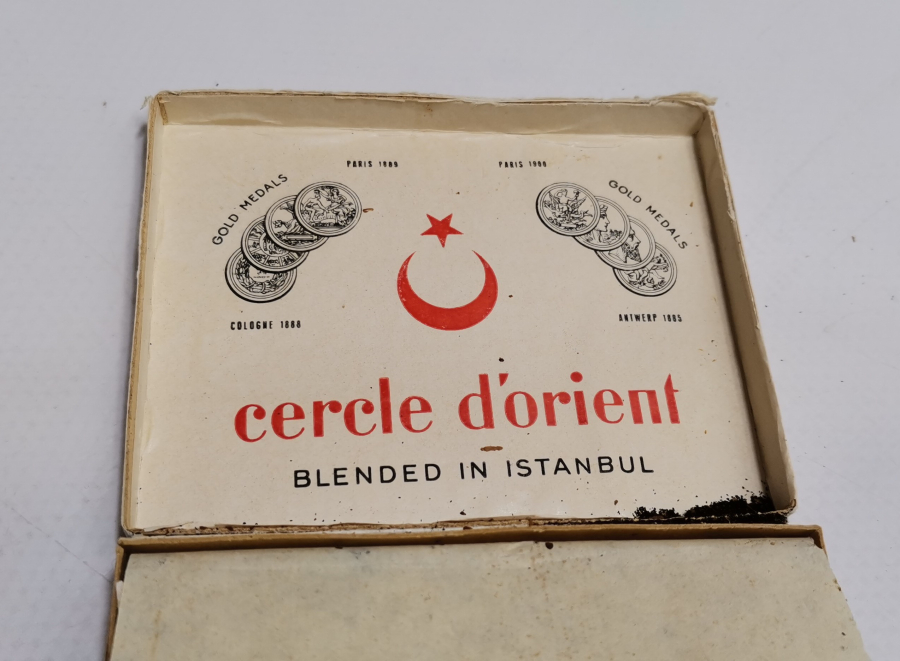 PARIS 1889
PARIS 1900
GOLD MEDALS
GOLD MEDALS
COLOGNE 1888
ANTWERP 1885
cercle d'orient
BLENDED IN ISTANBUL